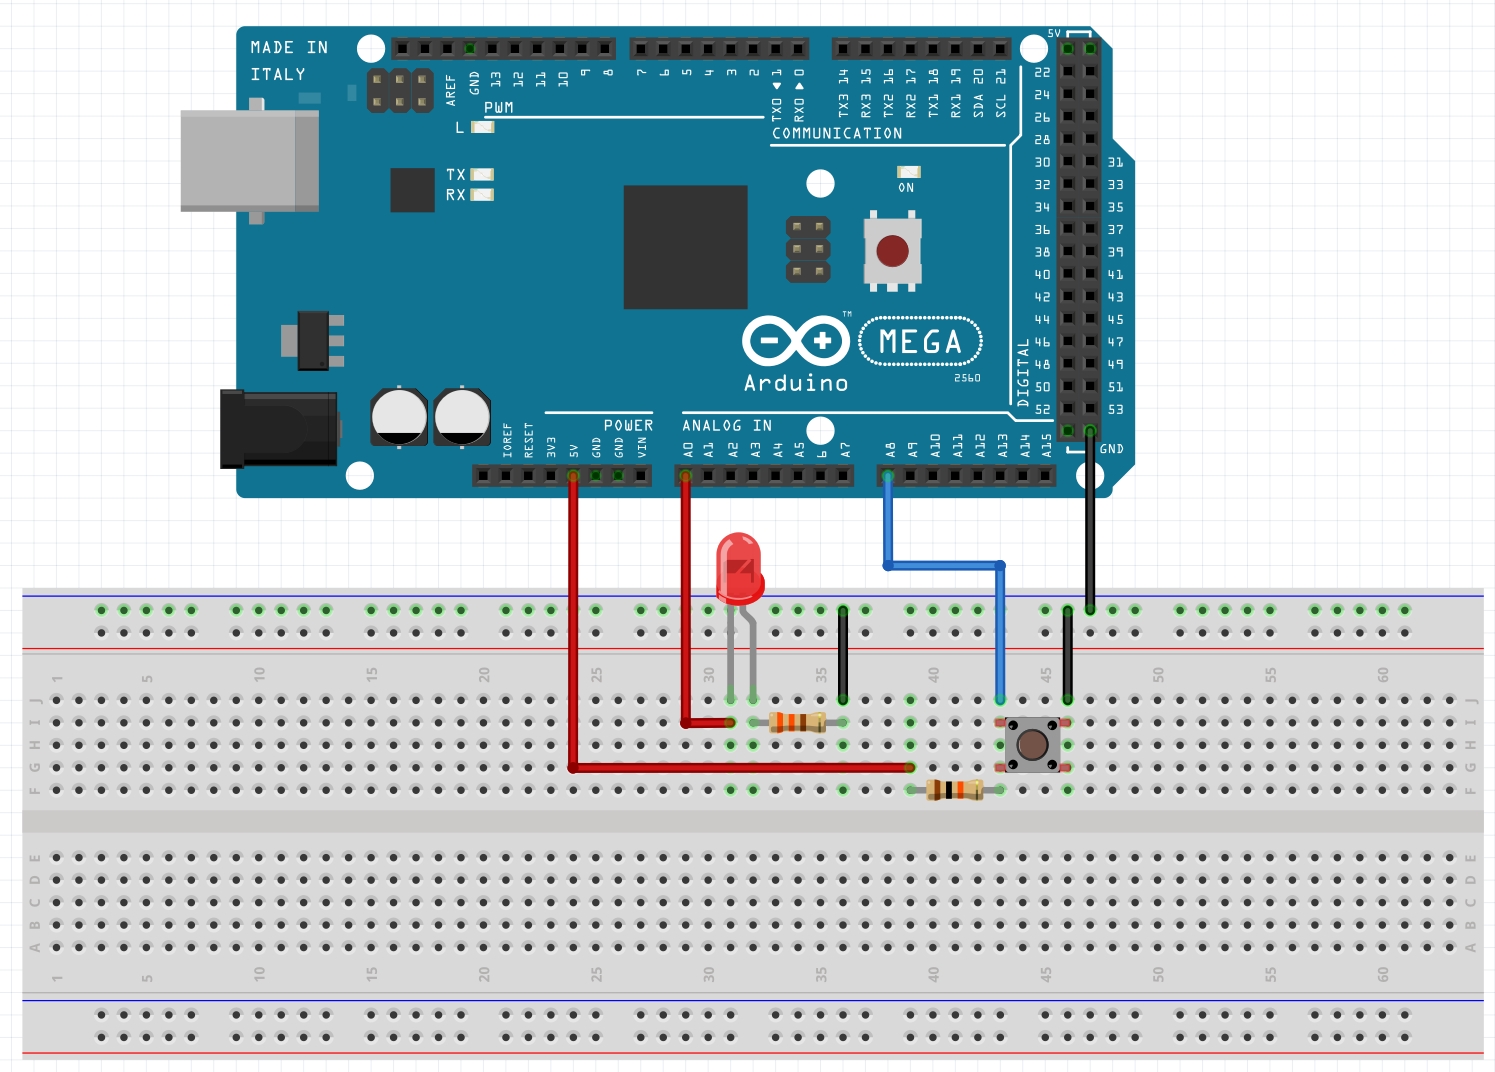 MADE IN
ITALY
AREF
GND
13
12
11
10
9
8
7
6
5
4
3
2
TX0 ◀ 1
RX0 ▶ 0
TX3 14
RX3 15
TX2 16
RX2 17
TX1 18
RX1 19
SDA 20
SCL 21
5V
PWM
COMMUNICATION
L
TX
RX
ON
22
24
26
28
30 31
32 33
34 35
36 37
38 39
40 41
42 43
44 45
46 47
48 49
50 51
52 53
DIGITAL
GND
TM
MEGA
2560
Arduino
POWER
ANALOG IN
IOREF
RESET
3V3
5V
GND
GND
VIN
A0
A1
A2
A3
A4
A5
6
A7
A8
A9
A10
A11
A12
A13
A14
A15
1 5 10 15 20 25 30 35 40 45 50 55 60
J J
I I
H H
G G
F F
E E
D D
C C
B B
A A
1 5 10 15 20 25 30 35 40 45 50 55 60